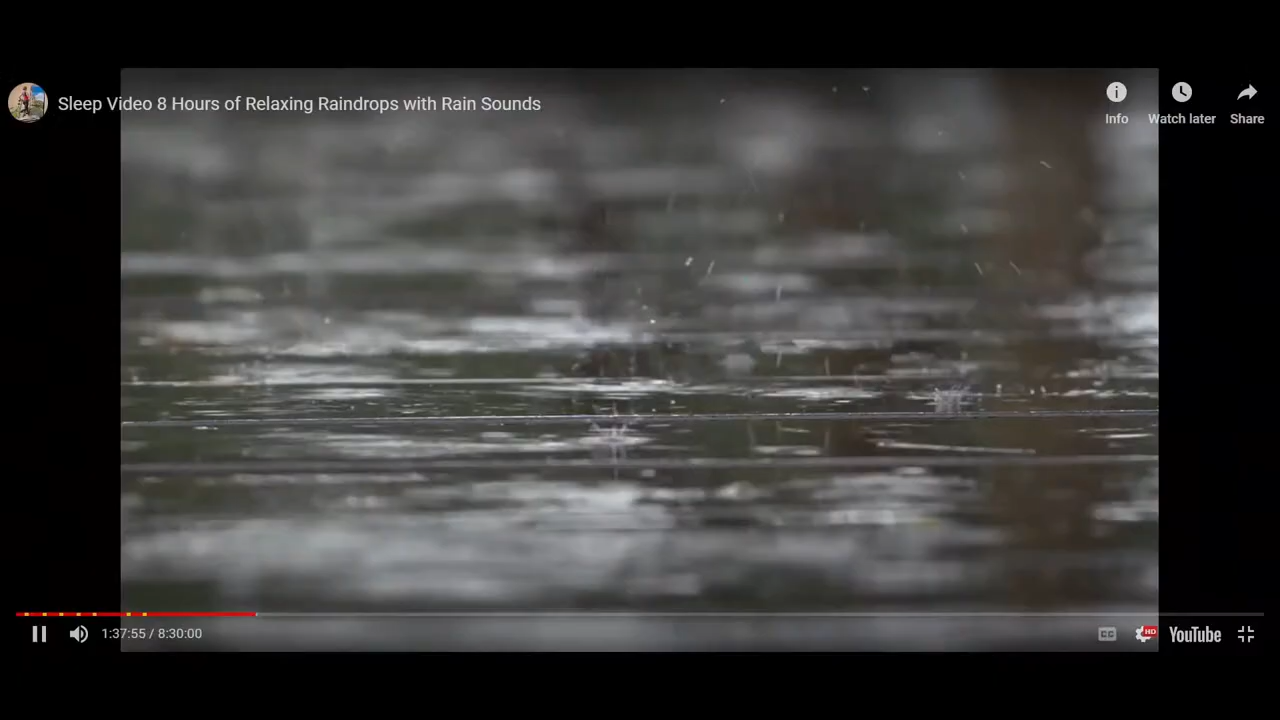 Sleep Video 8 Hours of Relaxing Raindrops with Rain Sounds
Info
Watch later
Share
1:37:55 / 8:30:00
CC
HD
YouTube